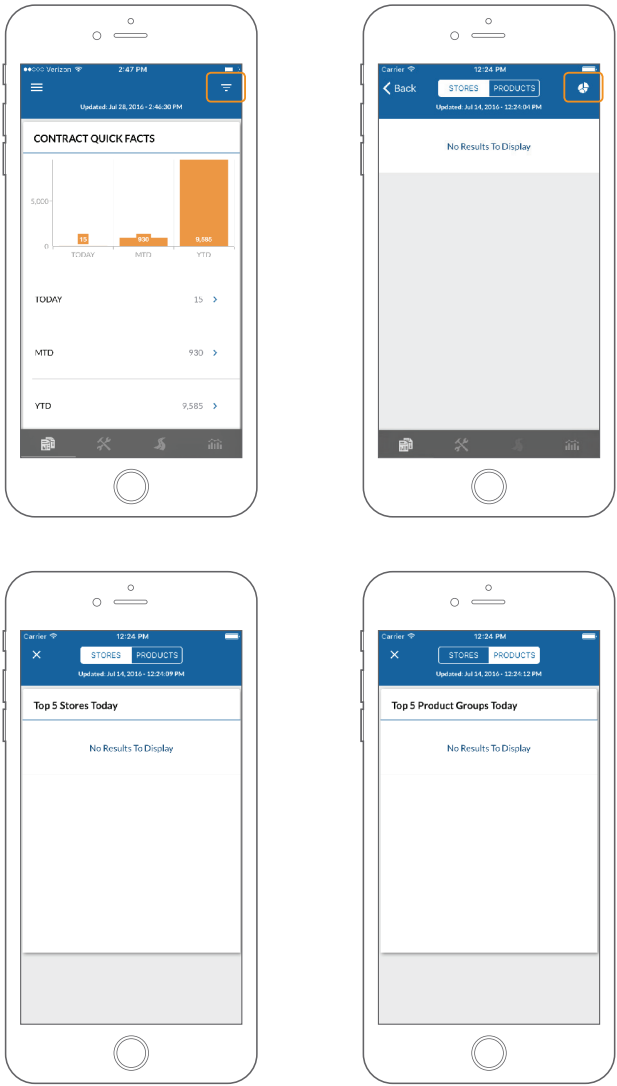 ●●○○○ Verizon 2:47 PM
Updated: Jul 28, 2016 - 2:46:30 PM
CONTRACT QUICK FACTS
5,000
0
15 930 9,585
TODAY MTD YTD
TODAY 15
MTD 930
YTD 9,585
Carrier 12:24 PM
Back STORES PRODUCTS
Updated: Jul 14, 2016 - 12:24:04 PM
No Results To Display
Carrier 12:24 PM
STORES PRODUCTS
Updated: Jul 14, 2016 - 12:24:09 PM
Top 5 Stores Today
No Results To Display
Carrier 12:24 PM
STORES PRODUCTS
Updated: Jul 14, 2016 - 12:24:12 PM
Top 5 Product Groups Today
No Results To Display